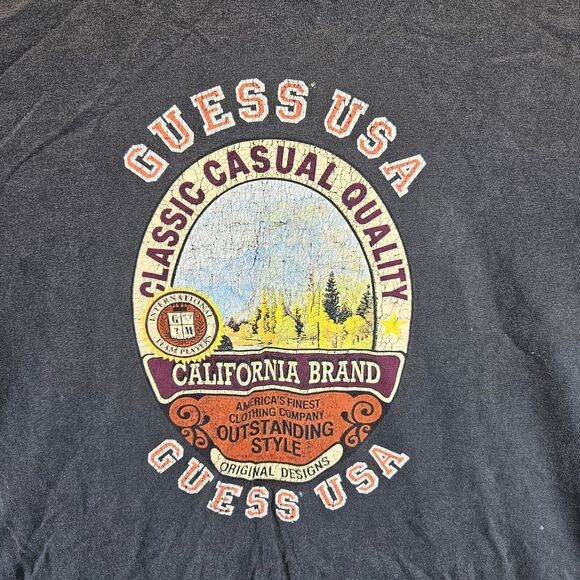 GUESS USA
CLASSIC CASUAL QUALITY
INTERNATIONAL
G
M
TEAM PLAYER
CALIFORNIA BRAND
AMERICA'S FINEST
CLOTHING COMPANY
OUTSTANDING
STYLE
ORIGINAL DESIGNS
GUESS USA